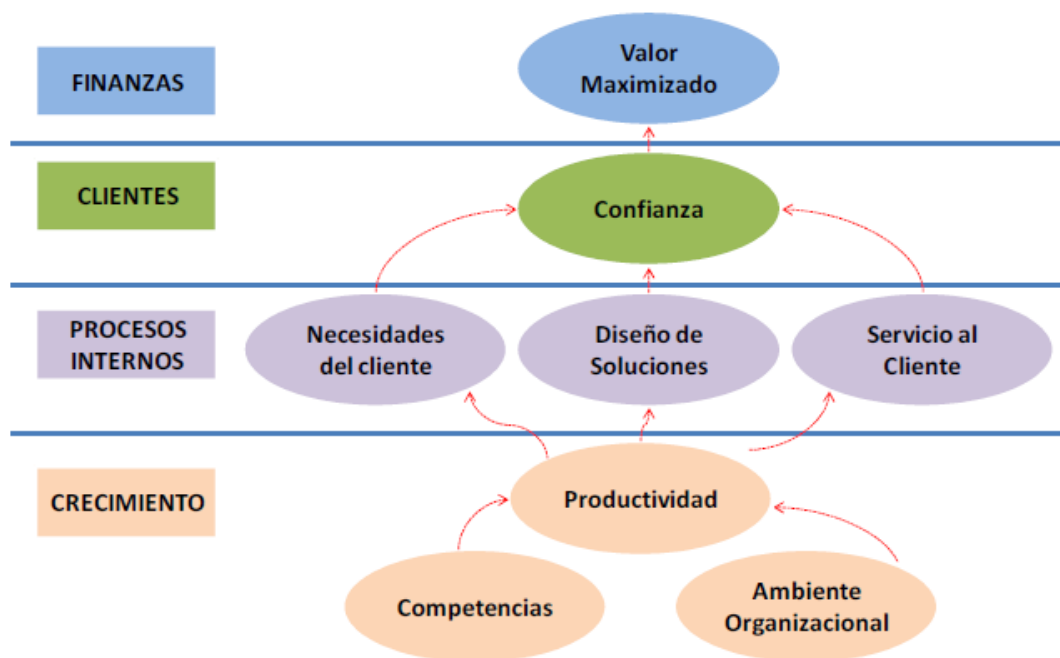 FINANZAS
Valor
Maximizado
CLIENTES
Confianza
PROCESOS
INTERNOS
Necesidades
del cliente
Diseño de
Soluciones
Servicio al
Cliente
CRECIMIENTO
Productividad
Competencias
Ambiente
Organizacional